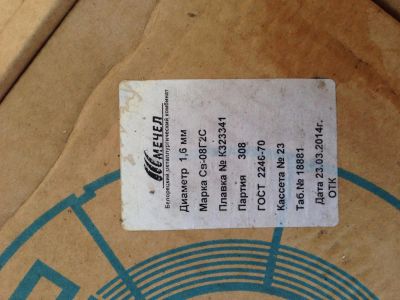 МЕЧЕЛ
Белорецкий металлургический комбинат
Диаметр 1,6 мм
Марка Св-08Г2С
Плавка № К323341
Партия 308
ГОСТ 2246-70
Кассета № 23
Таб.№ 18881
Дата 23.03.2014г.
ОТК